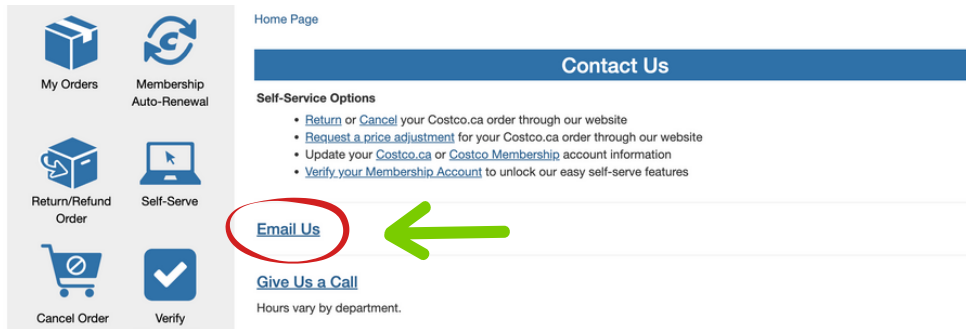 My Orders
Membership
Auto-Renewal
Return/Refund
Order
Self-Serve
Cancel Order
Verify
Home Page
Contact Us
Self-Service Options
• Return or Cancel your Costco.ca order through our website
• Request a price adjustment for your Costco.ca order through our website
• Update your Costco.ca or Costco Membership account information
• Verify your Membership Account to unlock our easy self-serve features
Email Us
Give Us a Call
Hours vary by department.